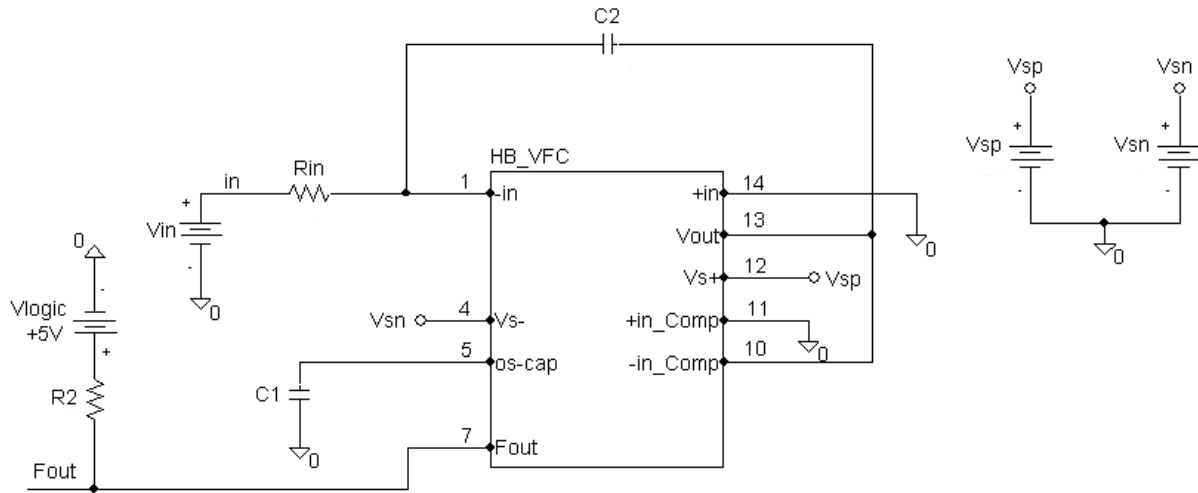 C2
Vsp
Vsn
+
+
Vsp
Vsn
-
-
0
HB_VFC
in
Rin
1
-in
+in
14
0
+
Vin
-
0
Vout
13
Vs+
12
Vsp
0
-
Vlogic
+5V
+
Vsn
4
Vs-
+in_Comp
11
0
5
os-cap
-in_Comp
10
C1
0
R2
7
Fout
Fout